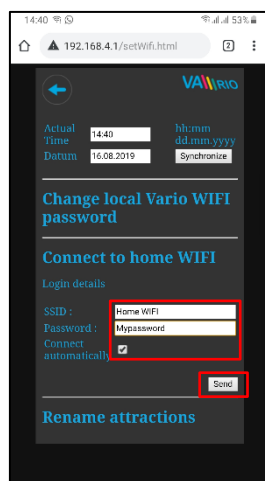 14:40 53%
192.168.4.1/setWifi.html 2
VARIO
Actual Time 14:40 hh:mm
Datum 16.08.2019 dd.mm.yyyy
Synchronize
Change local Vario WIFI
password
Connect to home WIFI
Login details
SSID : Home WIFI
Password : Mypassword
Connect
automatically
Send
Rename attractions